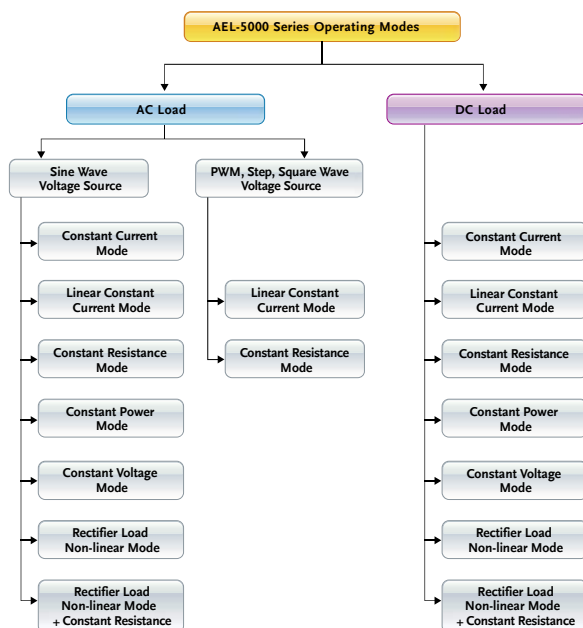 AEL-5000 Series Operating Modes
AC Load
DC Load
Sine Wave
Voltage Source
PWM, Step, Square Wave
Voltage Source
Constant Current
Mode
Linear Constant
Current Mode
Constant Resistance
Mode
Constant Power
Mode
Constant Voltage
Mode
Rectifier Load
Non-linear Mode
Rectifier Load
Non-linear Mode
+ Constant Resistance
Linear Constant
Current Mode
Constant Resistance
Mode
Constant Current
Mode
Linear Constant
Current Mode
Constant Resistance
Mode
Constant Power
Mode
Constant Voltage
Mode
Rectifier Load
Non-linear Mode
Rectifier Load
Non-linear Mode
+ Constant Resistance